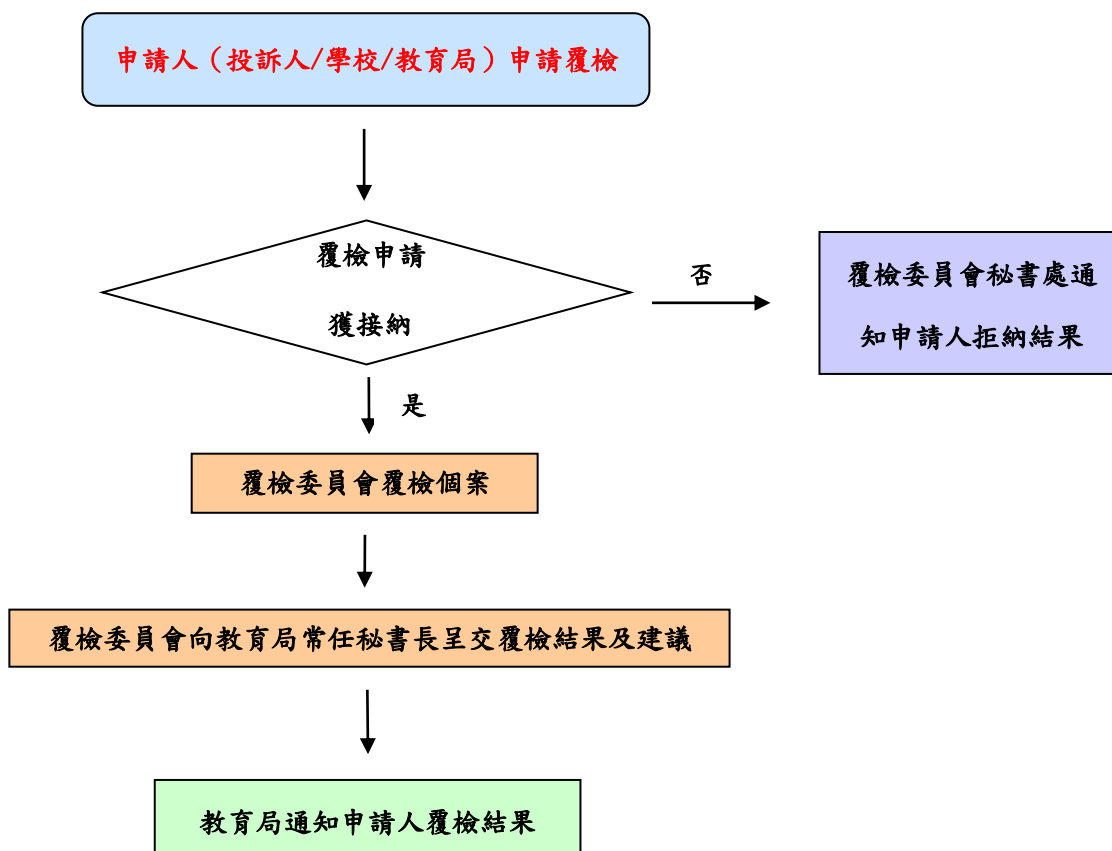 申請人（投訴人/學校/教育局）申請覆檢
覆檢申請
獲接納
否
覆檢委員會秘書處通
知申請人拒納結果
是
覆檢委員會覆檢個案
覆檢委員會向教育局常任秘書長呈交覆檢結果及建議
教育局通知申請人覆檢結果